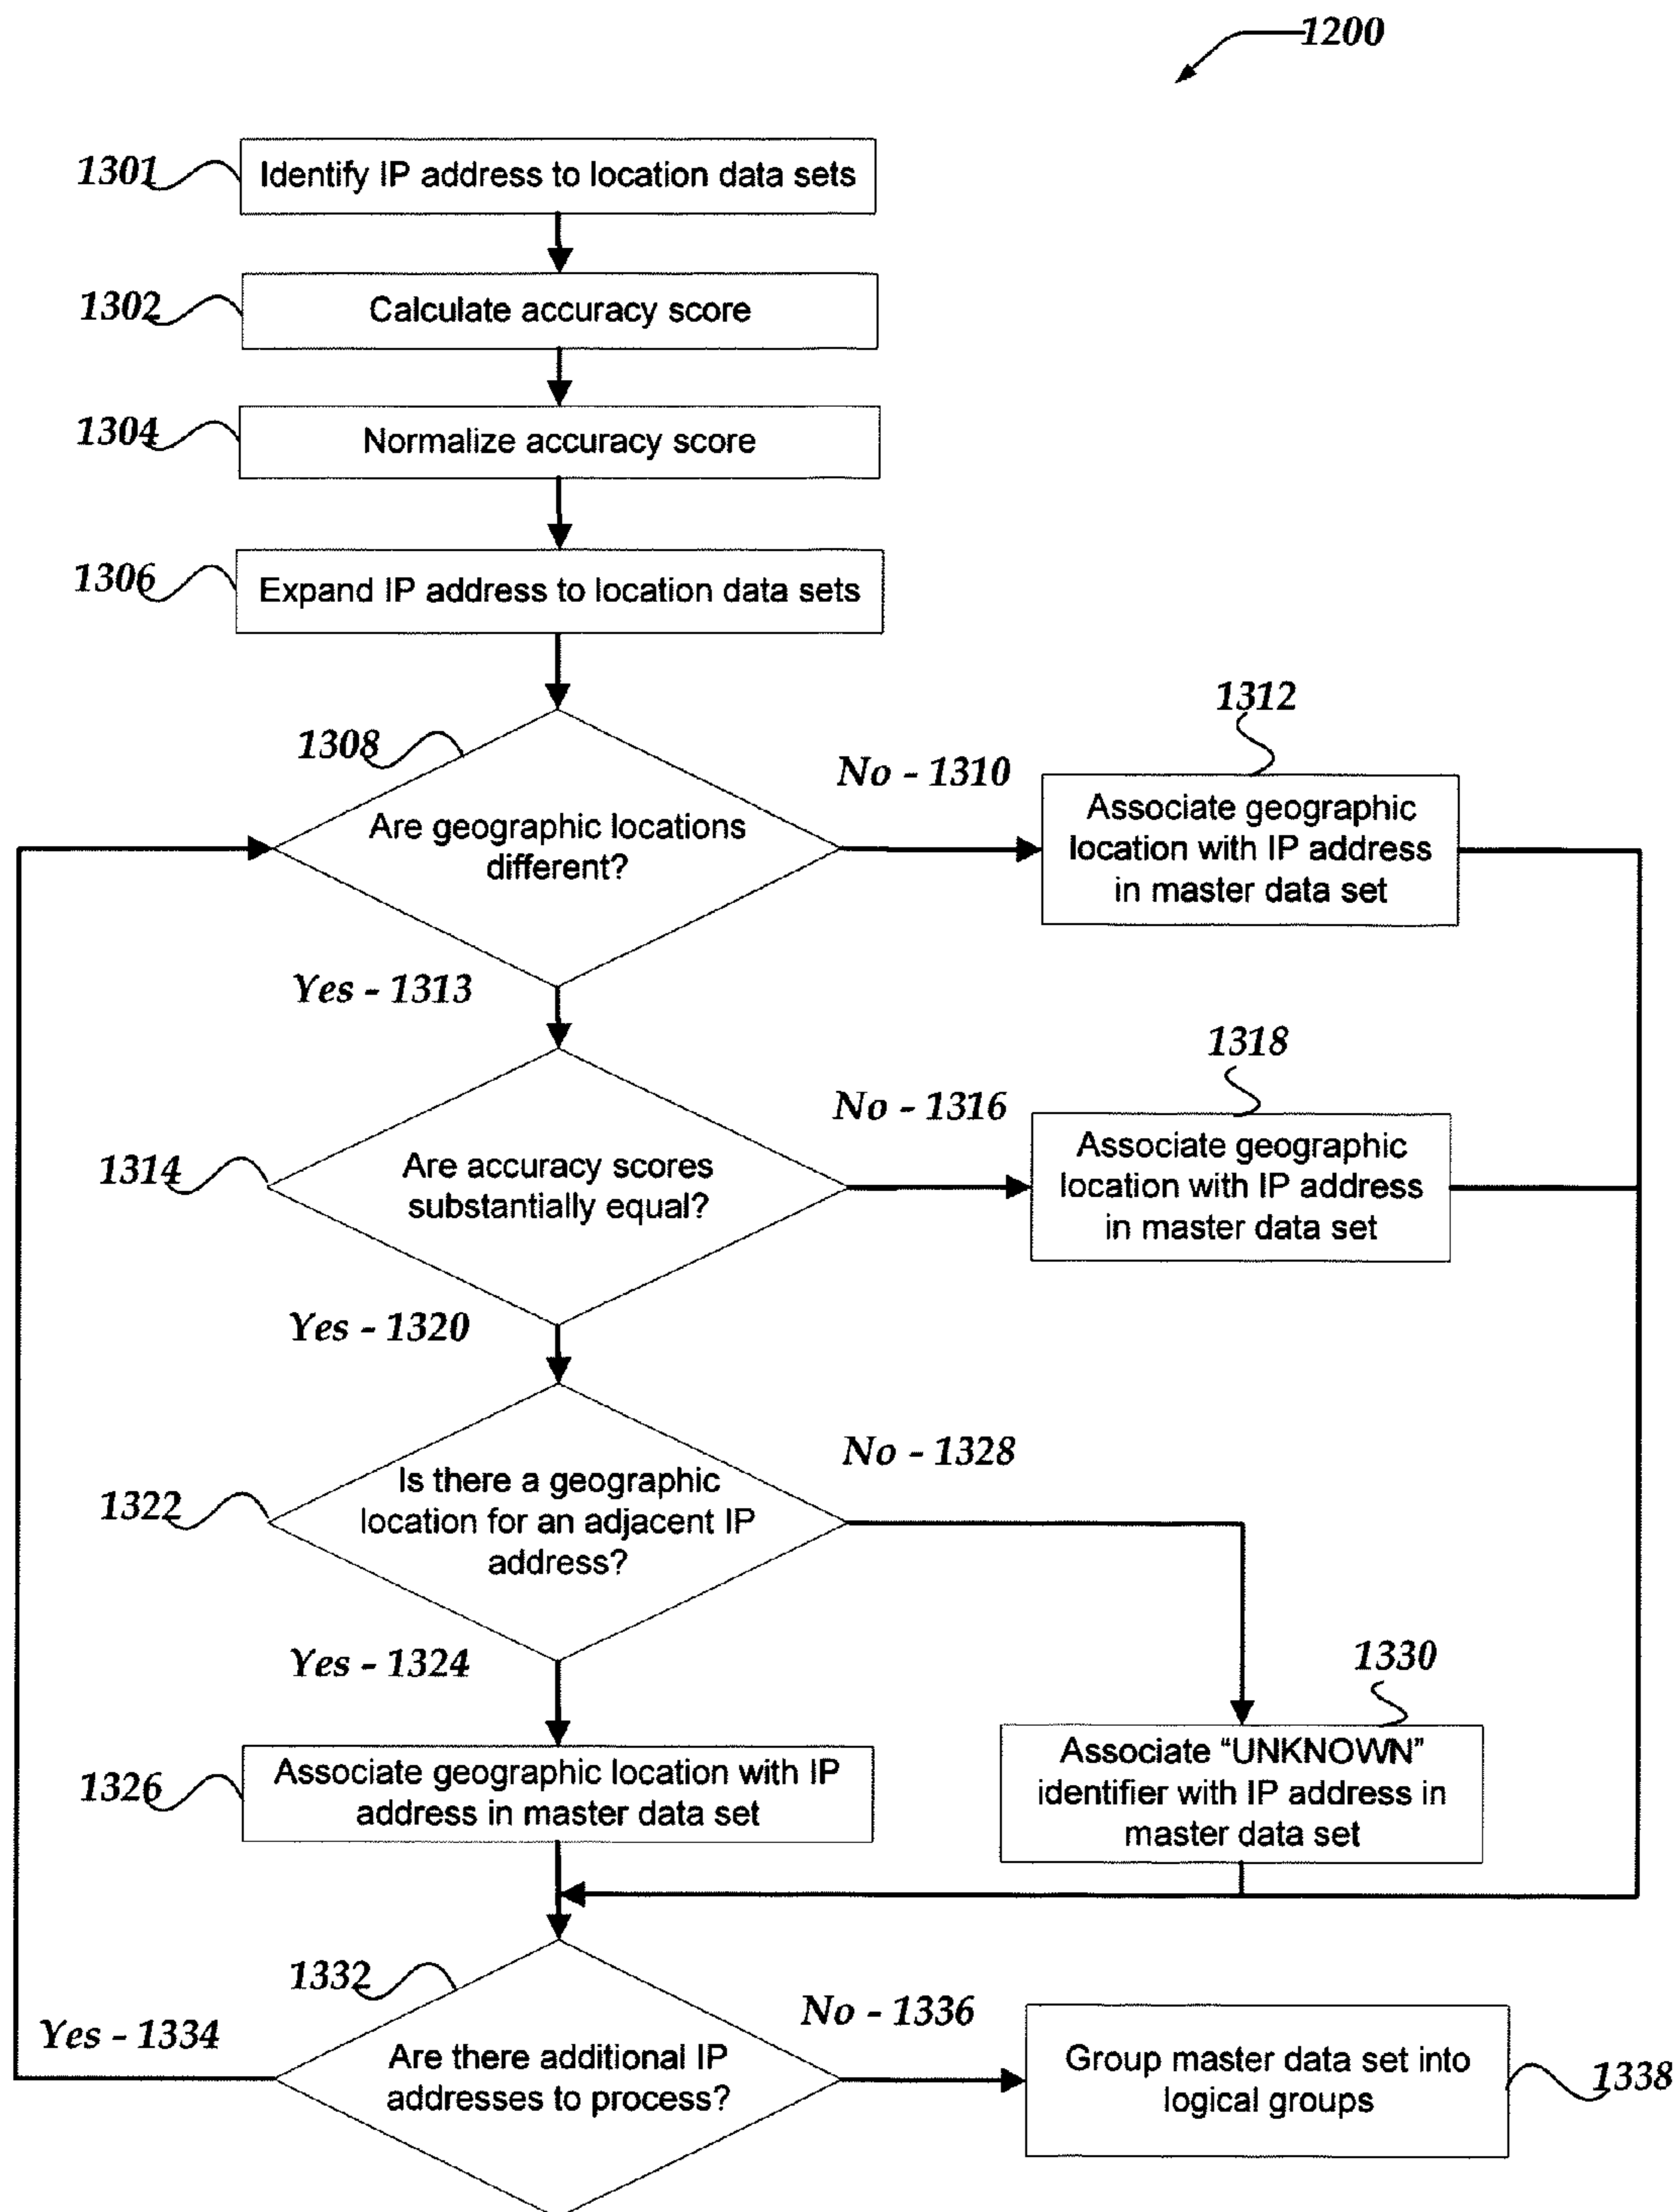 1200
1301
Identify IP address to location data sets
1302
Calculate accuracy score
1304
Normalize accuracy score
1306
Expand IP address to location data sets
1308
Are geographic locations
different?
No - 1310
1312
Associate geographic
location with IP address
in master data set
Yes - 1313
1314
Are accuracy scores
substantially equal?
No - 1316
1318
Associate geographic
location with IP address
in master data set
Yes - 1320
1322
Is there a geographic
location for an adjacent IP
address?
No - 1328
Yes - 1324
1326
Associate geographic location with IP
address in master data set
1330
Associate “UNKNOWN”
identifier with IP address in
master data set
1332
Are there additional IP
addresses to process?
Yes - 1334
No - 1336
Group master data set into
logical groups
1338